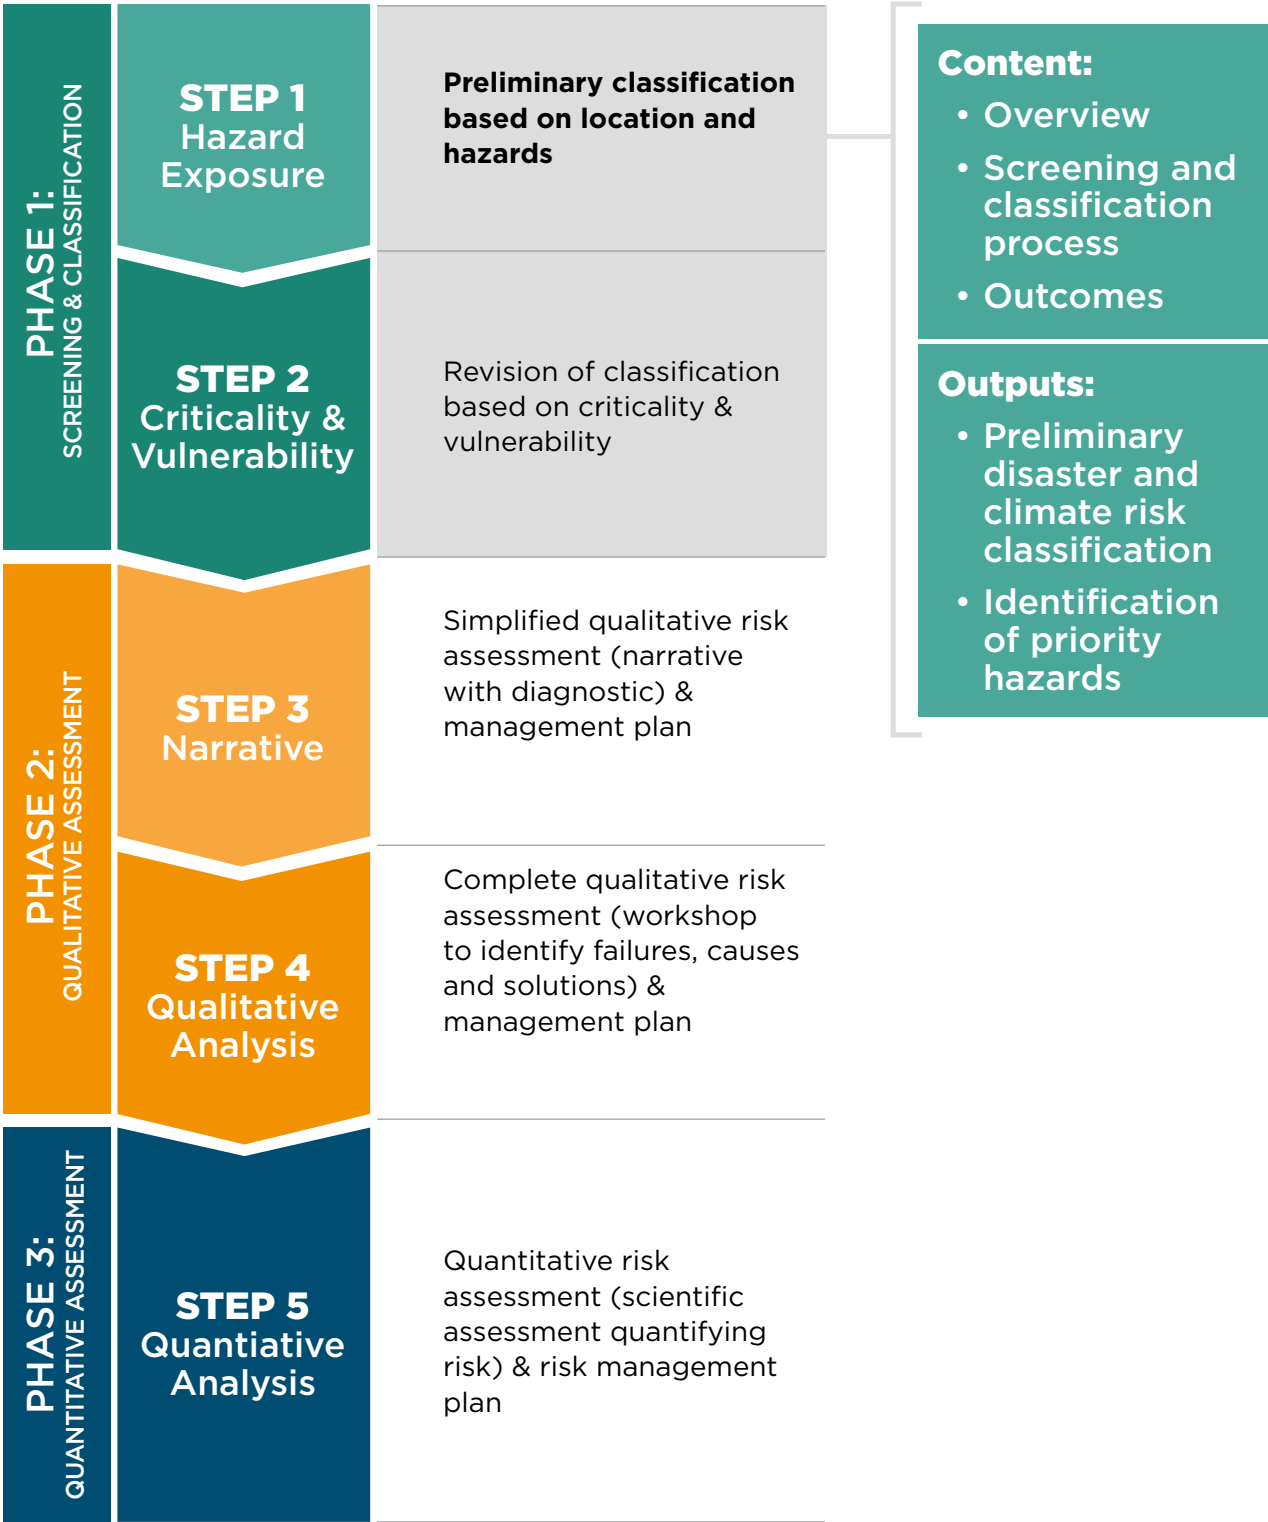 PHASE 1:
SCREENING & CLASSIFICATION
STEP 1
Hazard
Exposure
Preliminary classification
based on location and
hazards
STEP 2
Criticality &
Vulnerability
Revision of classification
based on criticality &
vulnerability
PHASE 2:
QUALITATIVE ASSESSMENT
STEP 3
Narrative
Simplified qualitative risk
assessment (narrative
with diagnostic) &
management plan
STEP 4
Qualitative
Analysis
Complete qualitative risk
assessment (workshop
to identify failures, causes
and solutions) &
management plan
PHASE 3:
QUANTITATIVE ASSESSMENT
STEP 5
Quantiative
Analysis
Quantitative risk
assessment (scientific
assessment quantifying
risk) & risk management
plan
Content:
• Overview
• Screening and
classification
process
• Outcomes
Outputs:
• Preliminary
disaster and
climate risk
classification
• Identification
of priority
hazards